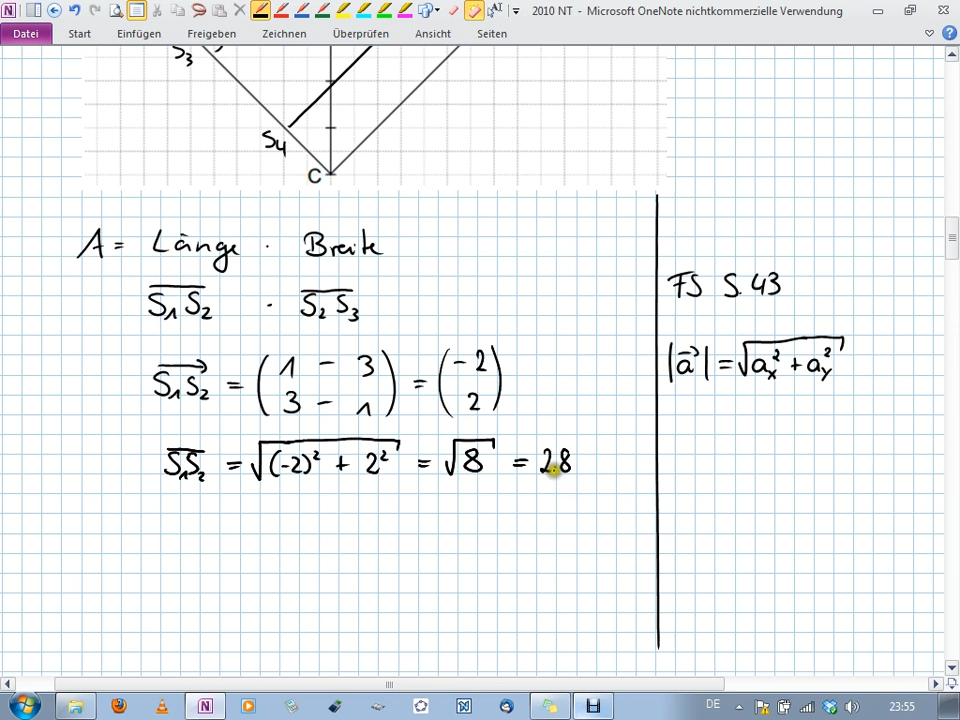 2010 NT - Microsoft OneNote nichtkommerzielle Verwendung
Datei Start Einfügen Freigeben Zeichnen Überprüfen Ansicht Seiten
S3
S4
C
A = Länge · Breite
S1S2 · S2S3
FS S. 43
S1S2 = (1 - 3 / 3 - 1) = (-2 / 2)
|a| = √(ax² + ay²)
S1S2 = √((-2)² + 2²) = √8 = 2,8
DE 23:55